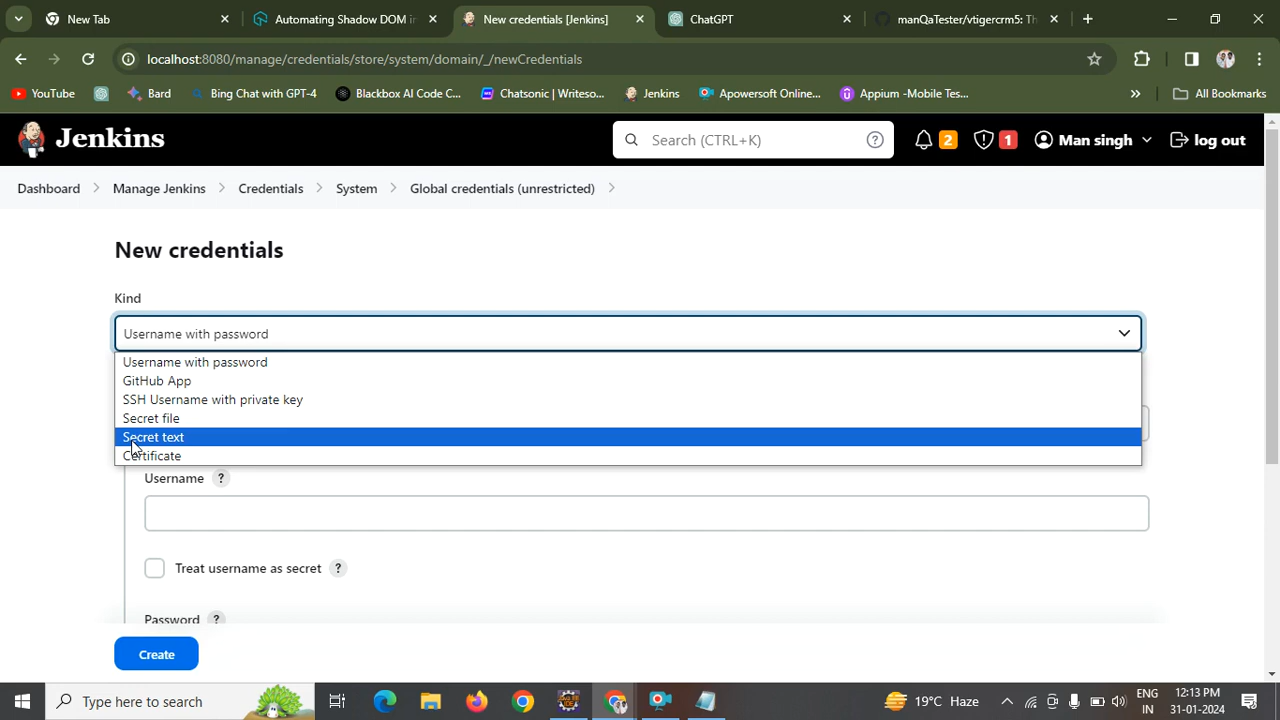 New Tab
Automating Shadow DOM in
New credentials [Jenkins]
ChatGPT
manQaTester/vtigercrm5: Th
localhost:8080/manage/credentials/store/system/domain/_/newCredentials
YouTube
Bard
Bing Chat with GPT-4
Blackbox AI Code C...
Chatsonic | Writeso...
Jenkins
Apowersoft Online...
Appium -Mobile Tes...
»
All Bookmarks
Jenkins
Search (CTRL+K)
?
2
1
Man singh
log out
Dashboard
Manage Jenkins
Credentials
System
Global credentials (unrestricted)
New credentials
Kind
Username with password
Username with password
GitHub App
SSH Username with private key
Secret file
Secret text
Certificate
Username ?
Treat username as secret ?
Password ?
Create
Type here to search
19°C Haze
ENG
IN
12:13 PM
31-01-2024